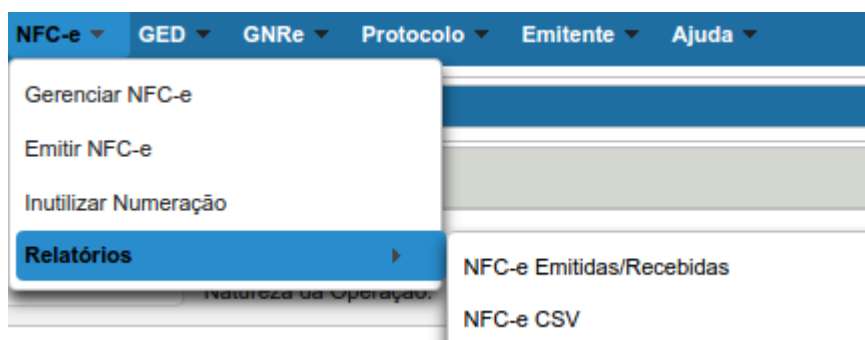 NFC-e GED GNRe Protocolo Emitente Ajuda
Gerenciar NFC-e
Emitir NFC-e
Inutilizar Numeração
Relatórios
NFC-e Emitidas/Recebidas
Natureza da Operação:
NFC-e CSV